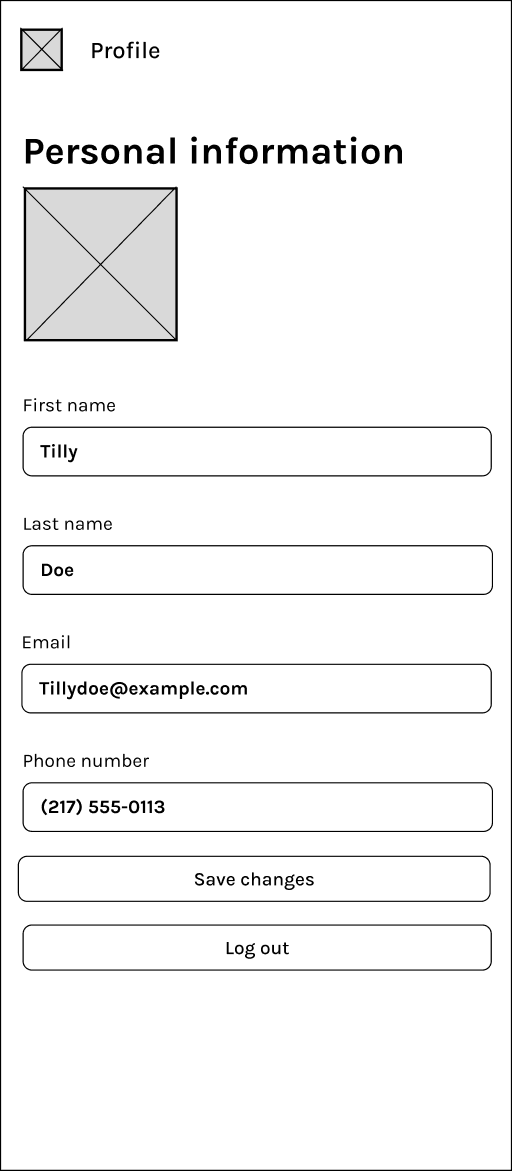 Profile
Personal information
First name
Tilly
Last name
Doe
Email
Tillydoe@example.com
Phone number
(217) 555-0113
Save changes
Log out